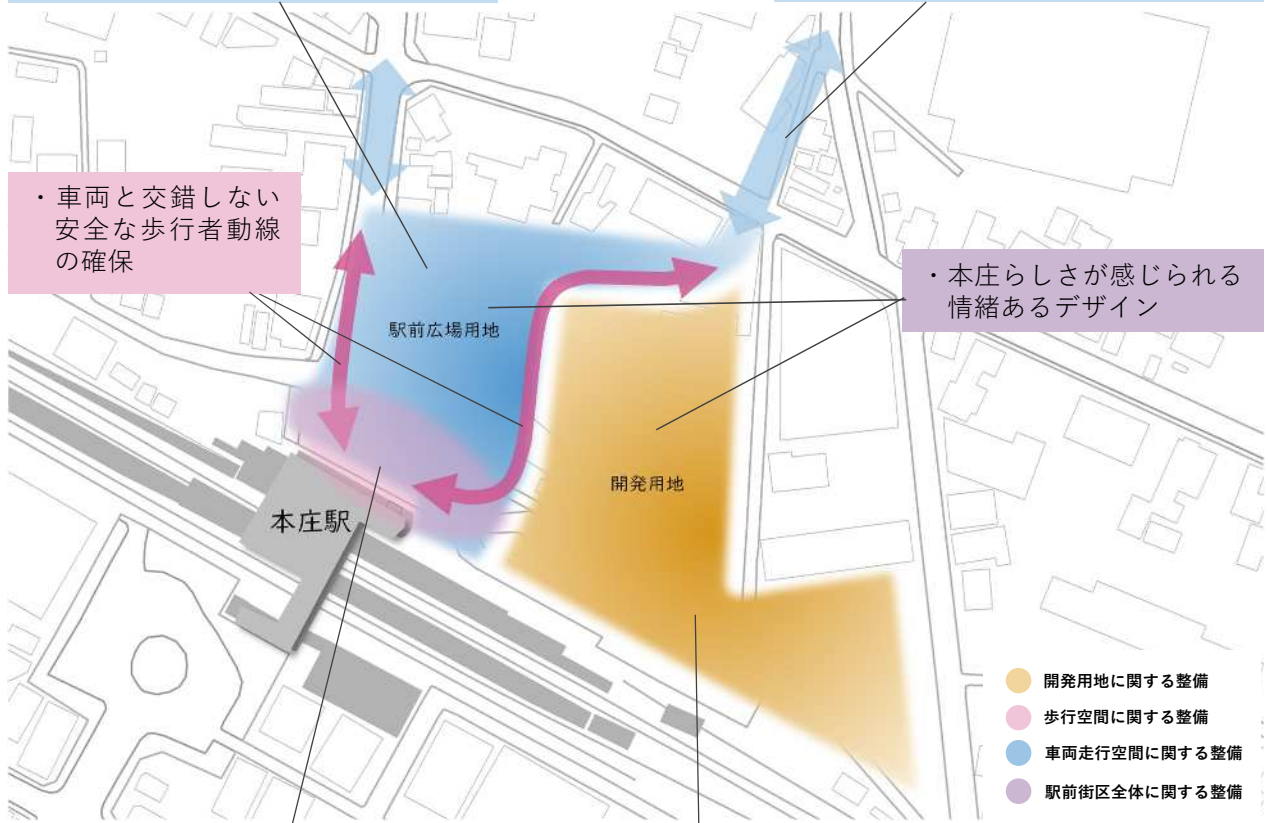 ・車両と交錯しない
安全な歩行者動線
の確保
・本庄らしさが感じられる
情緒あるデザイン
駅前広場用地
開発用地
本庄駅
開発用地に関する整備
歩行空間に関する整備
車両走行空間に関する整備
駅前街区全体に関する整備